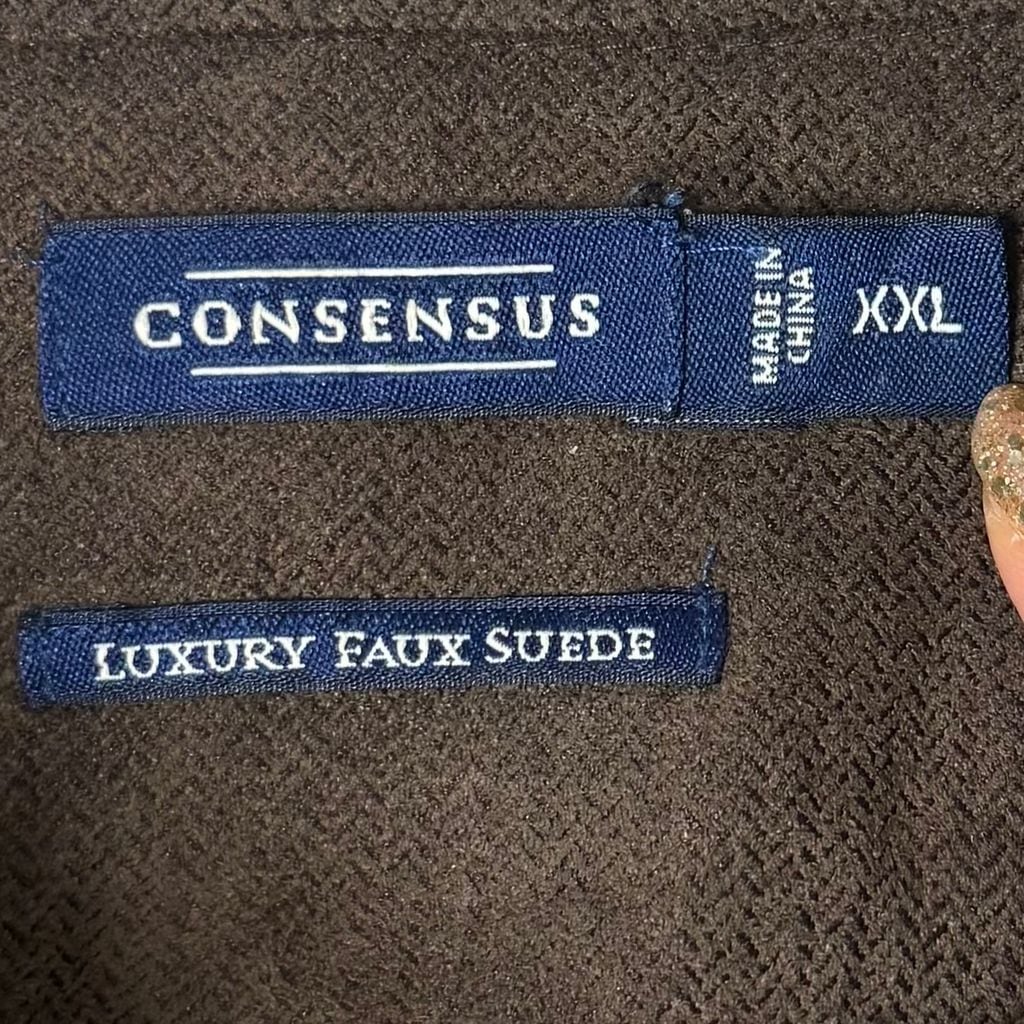 CONSENSUS
MADE IN
CHINA
XXL
LUXURY FAUX SUEDE